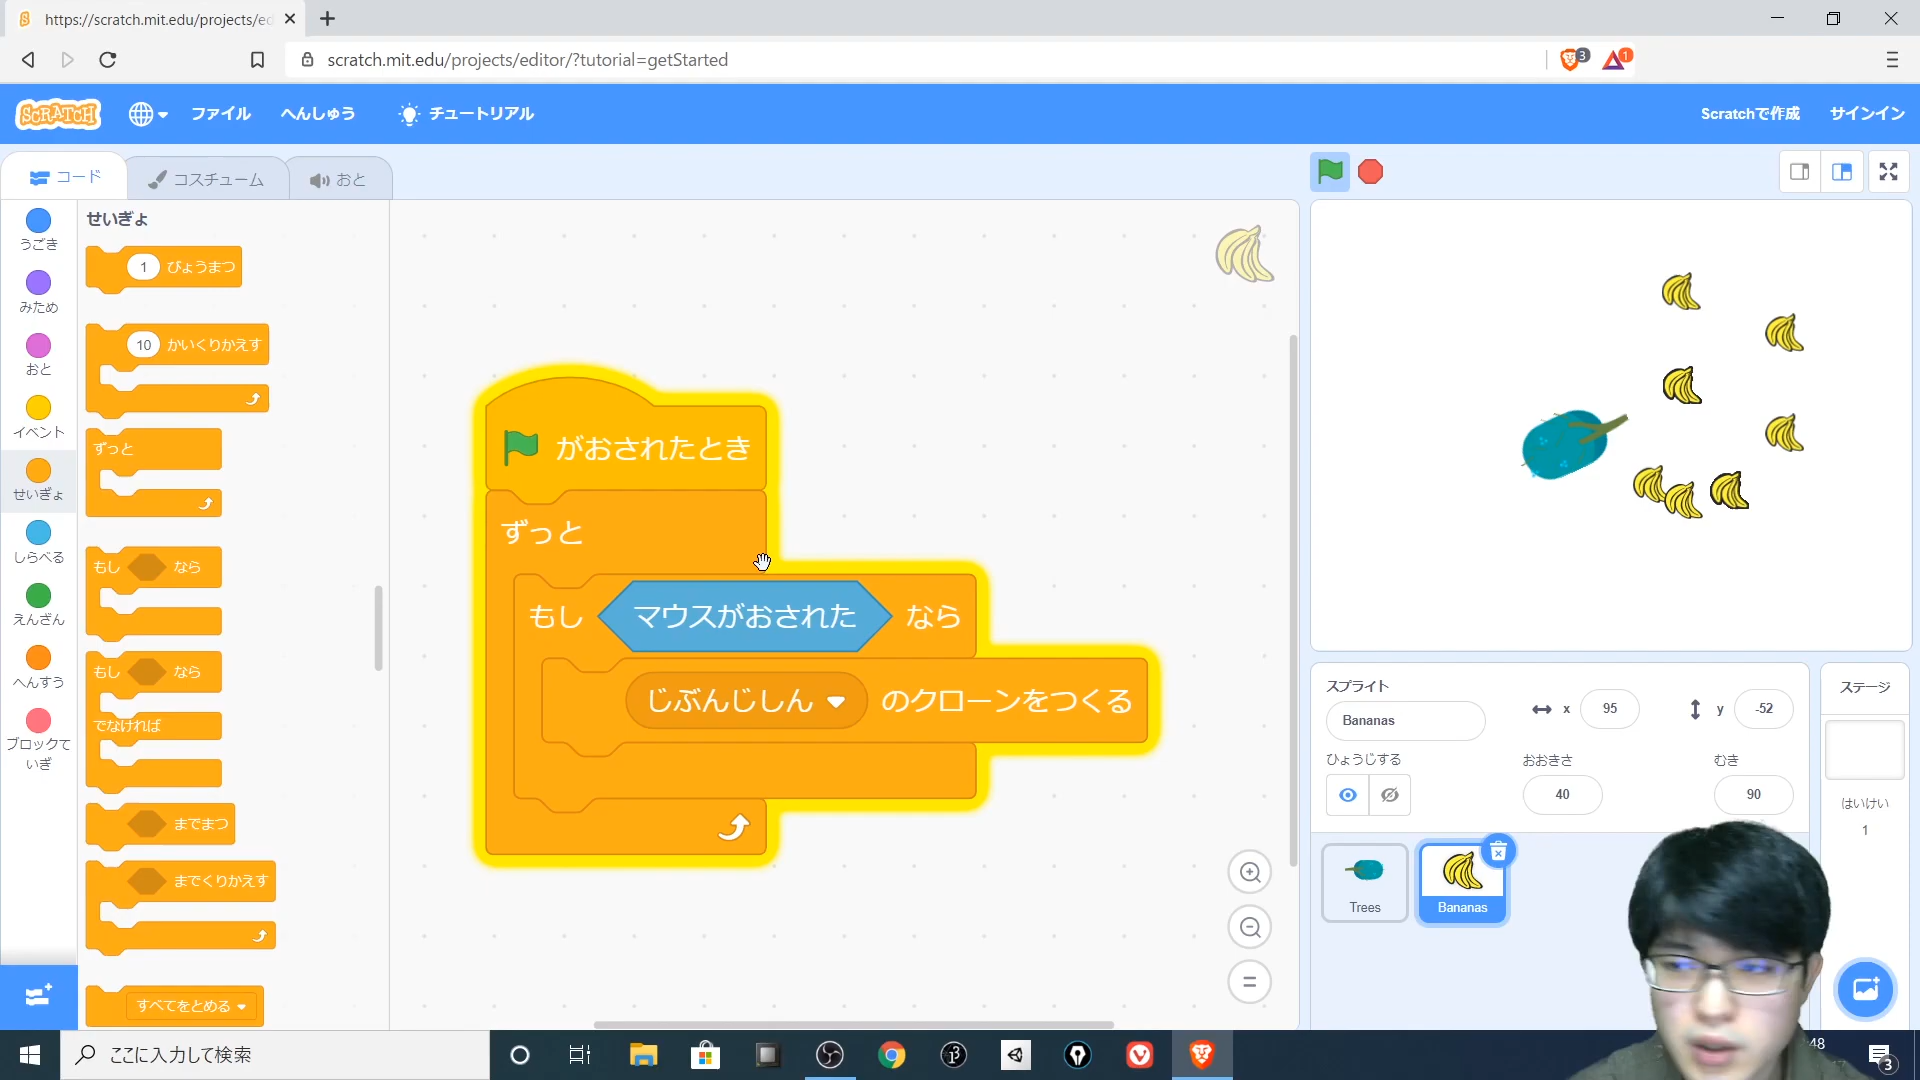 https://scratch.mit.edu/projects/ed
scratch.mit.edu/projects/editor/?tutorial=getStarted
3
1
SCRATCH
ファイル
へんしゅう
チュートリアル
Scratchで作成
サインイン
コード
コスチューム
おと
うごき
みため
おと
イベント
せいぎょ
しらべる
えんざん
へんすう
ブロックて
いぎ
せいぎょ
1 びょうまつ
10 かいくりかえす
ずっと
もし なら
もし なら
でなければ
までまつ
までくりかえす
すべてをとめる
がおされたとき
ずっと
もし マウスがおされた なら
じぶんじしん のクローンをつくる
スプライト
Bananas
x 95
y -52
ひょうじする
おおきさ
40
むき
90
Trees
Bananas
ステージ
はいけい
1
ここに入力して検索
48
3